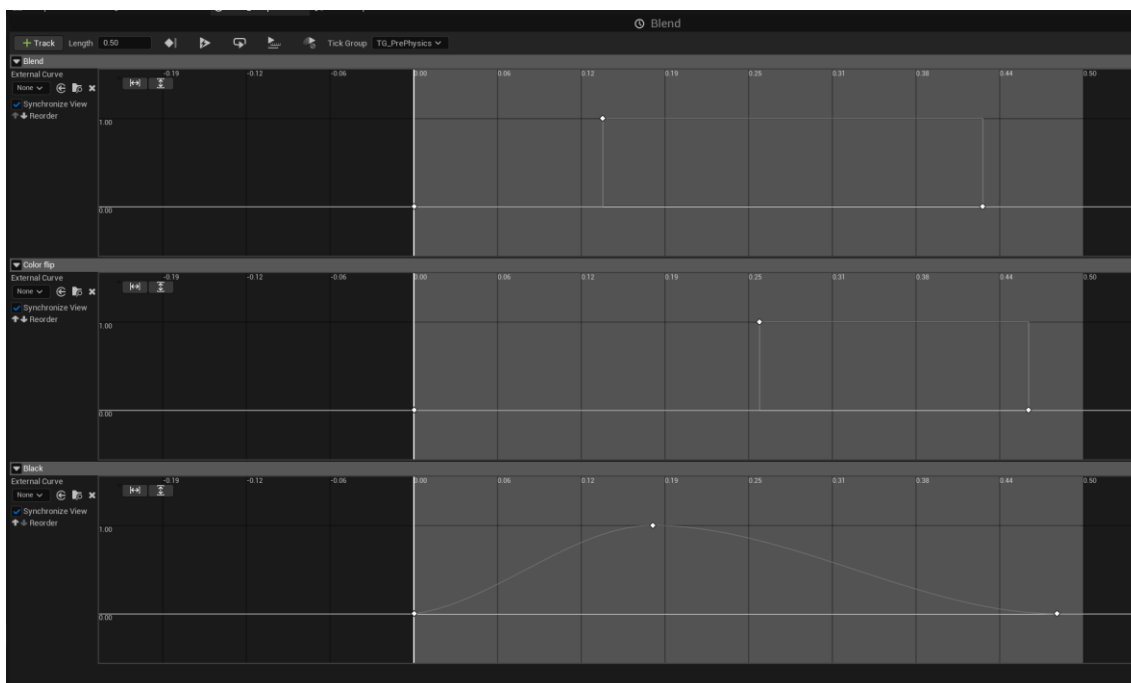 Blend
Track Length 0.50 Tick Group TG_PrePhysics
Blend
External Curve -0.19 -0.12 -0.06 0.00 0.06 0.12 0.19 0.25 0.31 0.38 0.44 0.50
None
Synchronize View
Reorder
1.00
0.00
Color flip
External Curve -0.19 -0.12 -0.06 0.00 0.06 0.12 0.19 0.25 0.31 0.38 0.44 0.50
None
Synchronize View
Reorder
1.00
0.00
Black
External Curve -0.19 -0.12 -0.06 0.00 0.06 0.12 0.19 0.25 0.31 0.38 0.44 0.50
None
Synchronize View
Reorder
1.00
0.00